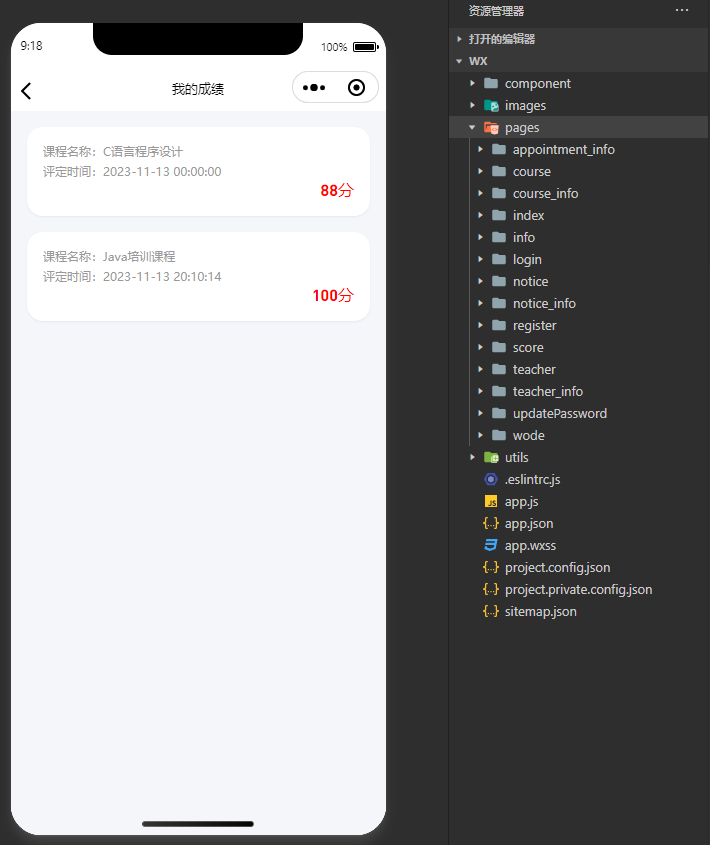 9:18
100%
我的成绩
课程名称：C语言程序设计
评定时间：2023-11-13 00:00:00
88分
课程名称：Java培训课程
评定时间：2023-11-13 20:10:14
100分
资源管理器
打开的编辑器
WX
component
images
pages
appointment_info
course
course_info
index
info
login
notice
notice_info
register
score
teacher
teacher_info
updatePassword
wode
utils
.eslintrc.js
app.js
app.json
app.wxss
project.config.json
project.private.config.json
sitemap.json